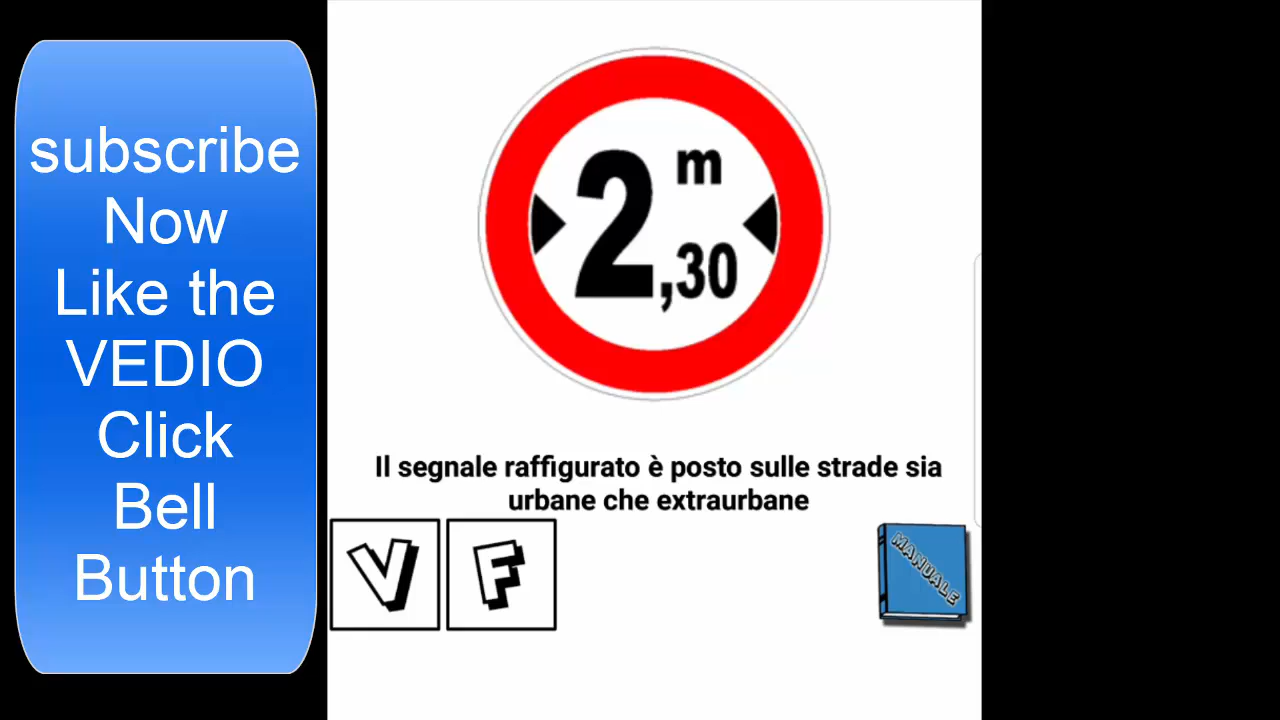 subscribe
Now
Like the
VEDIO
Click
Bell
Button
m
2,30
Il segnale raffigurato è posto sulle strade sia
urbane che extraurbane
V
F
MANUALE